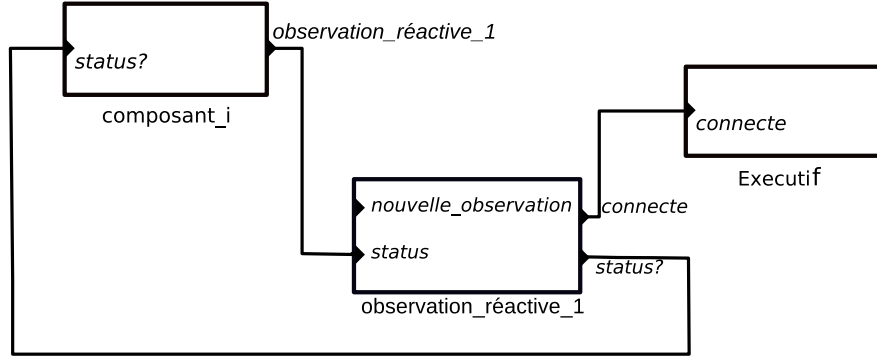 observation_réactive_1
status?
composant_i
connecte
Executif
nouvelle_observation
connecte
status
status?
observation_réactive_1